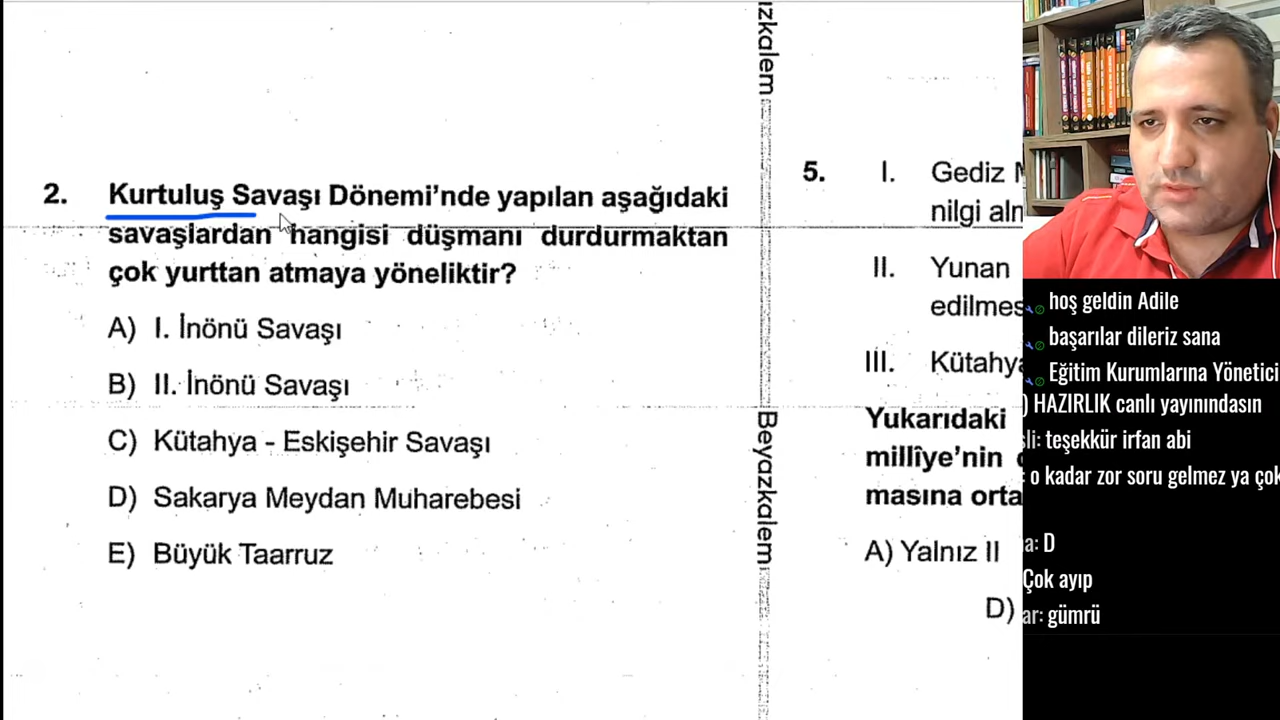 2. Kurtuluş Savaşı Dönemi'nde yapılan aşağıdaki
savaşlardan hangisi düşmanı durdurmaktan
çok yurttan atmaya yöneliktir?
A) I. İnönü Savaşı
B) II. İnönü Savaşı
C) Kütahya - Eskişehir Savaşı
D) Sakarya Meydan Muharebesi
E) Büyük Taarruz
zkalem
Beyazkalem
5. I. Gediz
nilgi
II. Yunan
edilmes
III. Kütahya
Yukarıdaki
millîye'nin
masına orta
A) Yalnız II
D)
hoş geldin Adile
başarılar dileriz sana
Eğitim Kurumlarına Yönetici
) HAZIRLIK canlı yayınındasın
li: teşekkür irfan abi
: o kadar zor soru gelmez ya çok
a: D
Çok ayıp
ar: gümrü